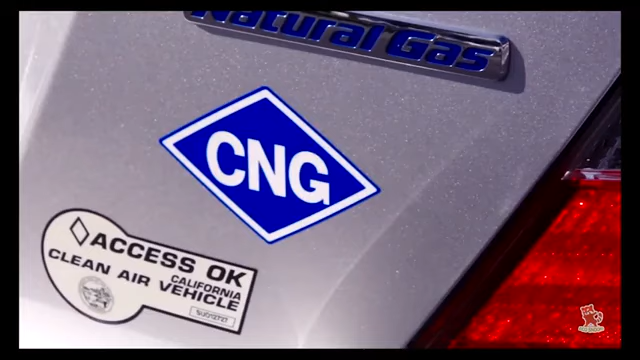 Natural Gas
CNG
ACCESS OK
CALIFORNIA
CLEAN AIR VEHICLE